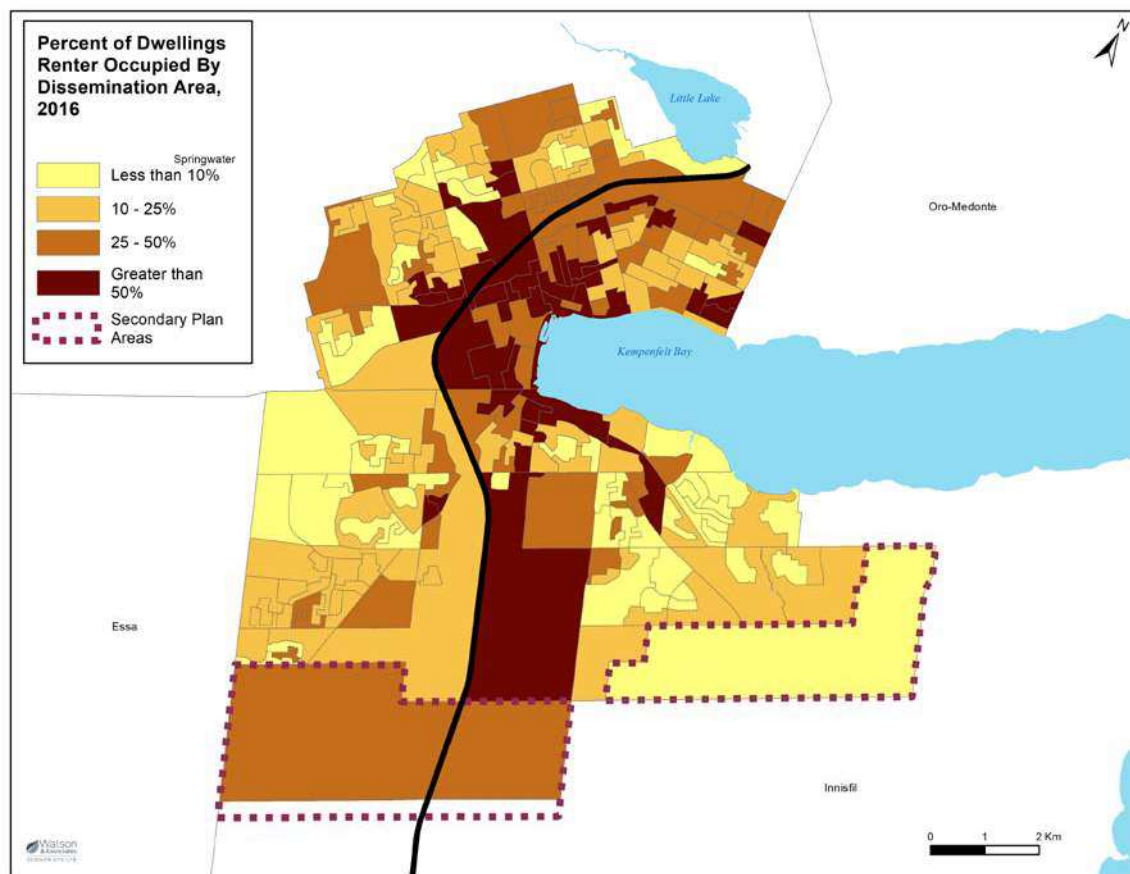 Percent of Dwellings
Renter Occupied By
Dissemination Area,
2016
Springwater
Less than 10%
10 - 25%
25 - 50%
Greater than
50%
Secondary Plan
Areas
N
Little Lake
Oro-Medonte
Kempenfelt Bay
Essa
Innisfil
0 1 2 Km
Watson
& Associates